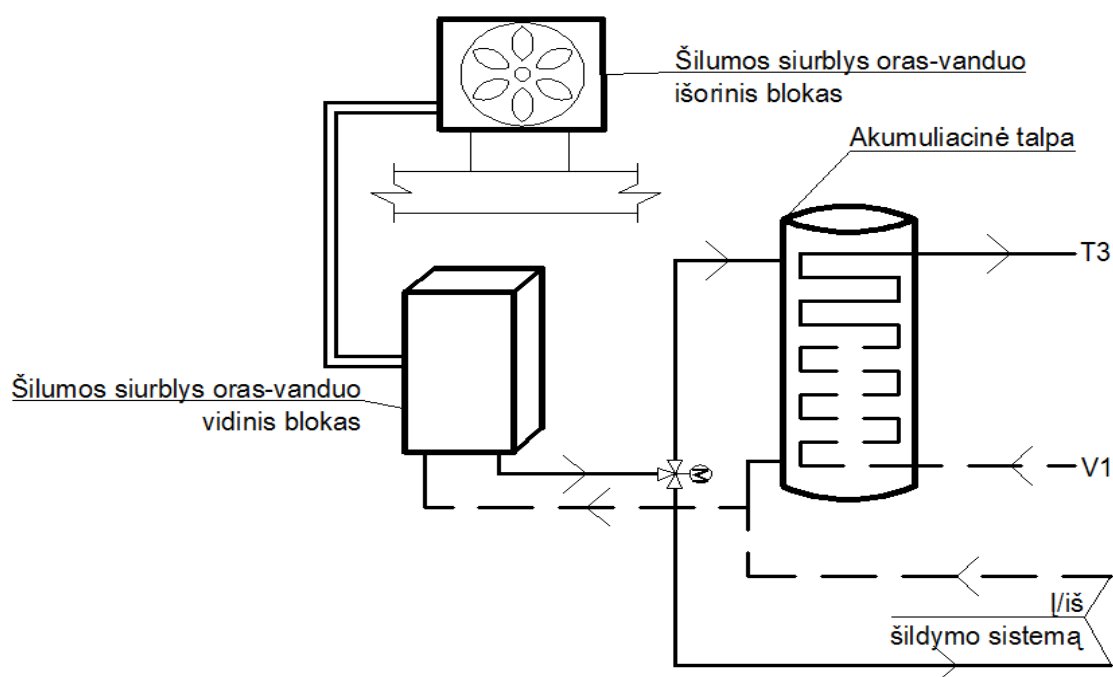 Šilumos siurblys oras-vanduo
išorinis blokas
Akumuliacinė talpa
T3
Šilumos siurblys oras-vanduo
vidinis blokas
M
V1
Į/iš
šildymo sistemą